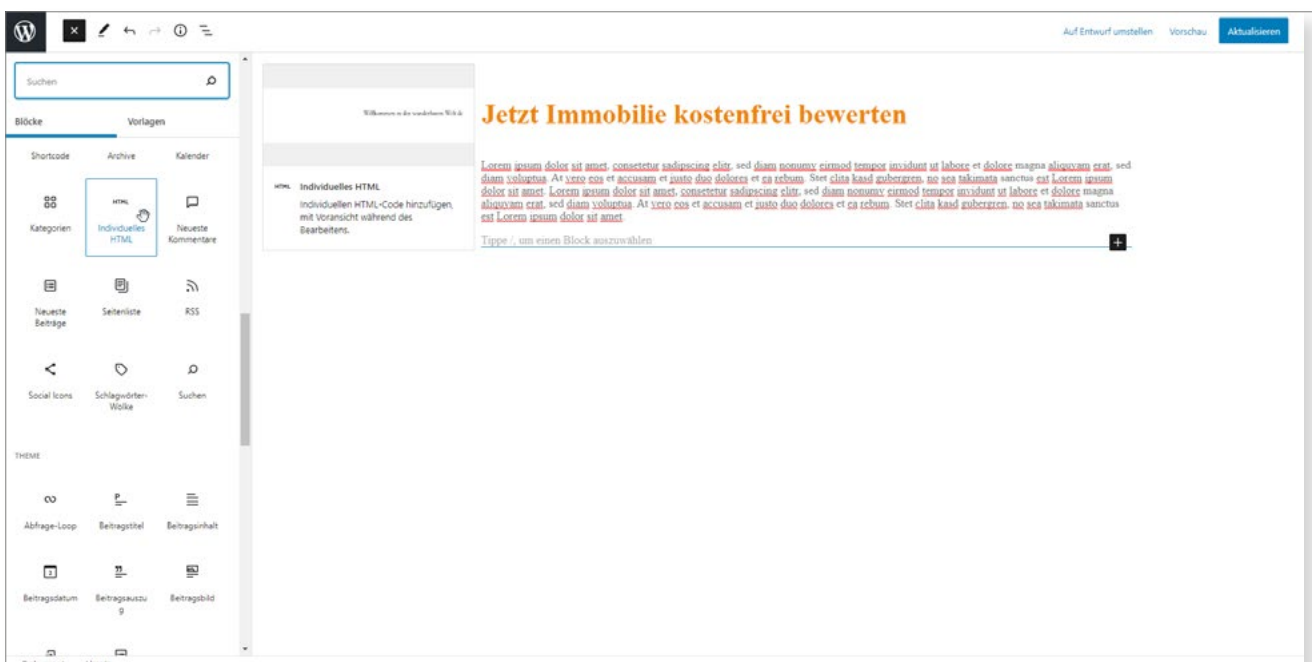 Auf Entwurf umstellen Vorschau Aktualisieren
Suchen
Blöcke Vorlagen
Shortcode Archive Kalender
HTML
Kategorien Individuelles HTML Neueste Kommentare
Neueste Beiträge Seitenliste RSS
Social Icons Schlagwörter-Wolke Suchen
THEME
Abfrage-Loop Beitragstitel Beitragsinhalt
Beitragsdatum Beitragsauszu
g Beitragsbild
Willkommen in der wunderbaren Welt
HTML Individuelles HTML
Individuellen HTML-Code hinzufügen,
mit Voransicht während des
Bearbeitens.
Jetzt Immobilie kostenfrei bewerten
Lorem ipsum dolor sit amet, consetetur sadipscing elitr, sed diam nonumy eirmod tempor invidunt ut labore et dolore magna aliquyam erat, sed
diam voluptua. At vero eos et accusam et justo duo dolores et ea rebum. Stet clita kasd gubergren, no sea takimata sanctus est Lorem ipsum
dolor sit amet. Lorem ipsum dolor sit amet, consetetur sadipscing elitr, sed diam nonumy eirmod tempor invidunt ut labore et dolore magna
aliquyam erat, sed diam voluptua. At vero eos et accusam et justo duo dolores et ea rebum. Stet clita kasd gubergren, no sea takimata sanctus
est Lorem ipsum dolor sit amet.
Tippe /, um einen Block auszuwählen